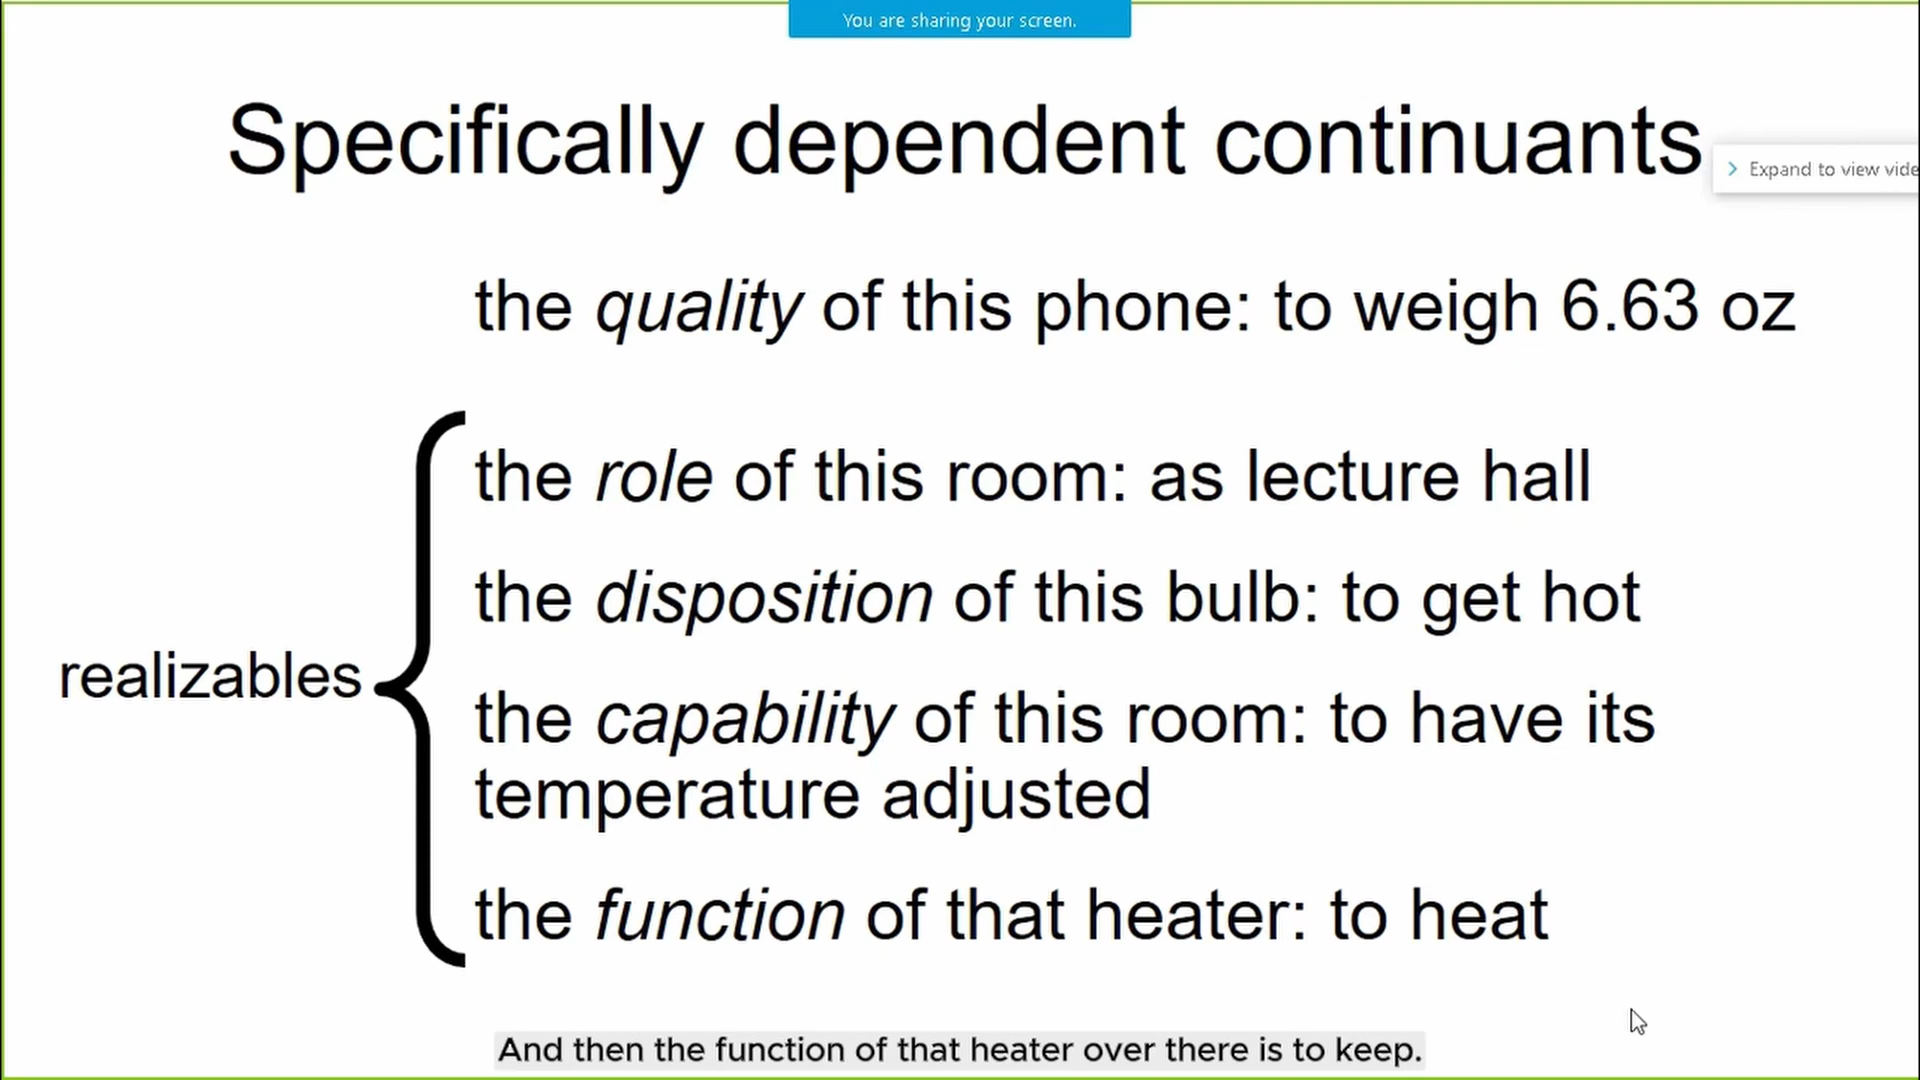 You are sharing your screen.
Specifically dependent continuants
Expand to view vide
the quality of this phone: to weigh 6.63 oz
the role of this room: as lecture hall
the disposition of this bulb: to get hot
realizables
the capability of this room: to have its
temperature adjusted
the function of that heater: to heat
And then the function of that heater over there is to keep.